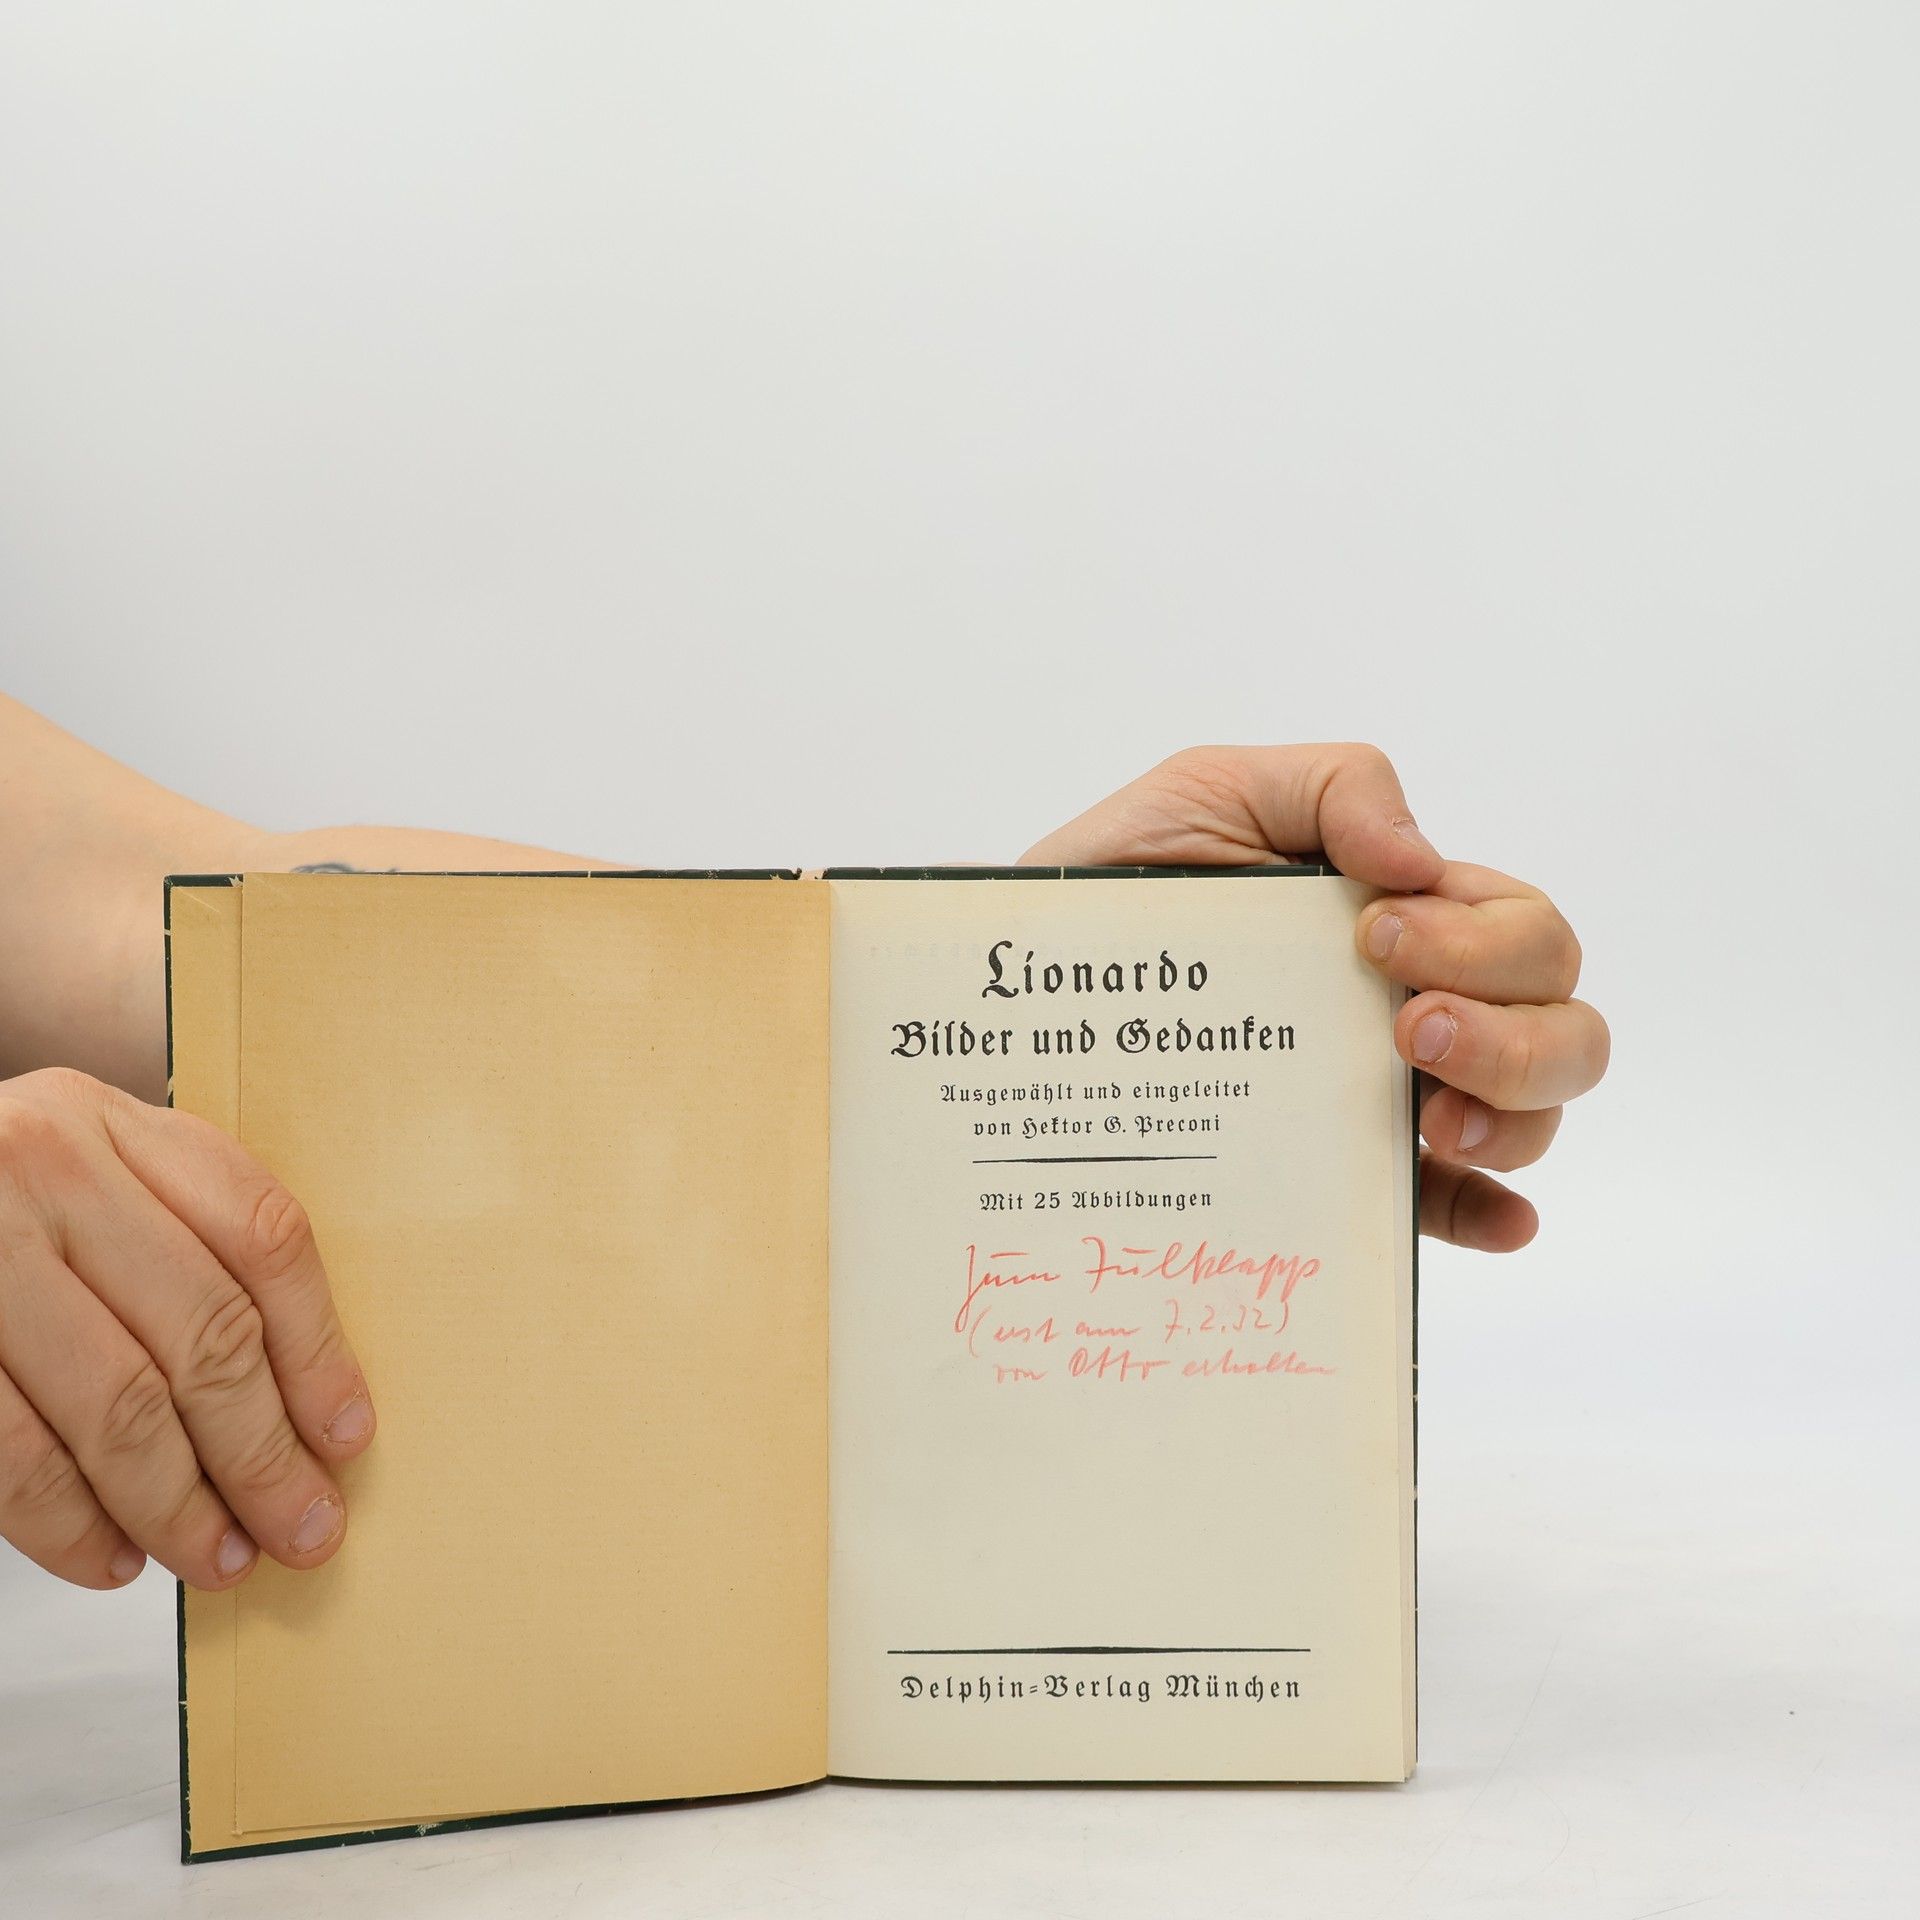 Lionardo
Bilder und Gedanken
Ausgewählt und eingeleitet
von Hektor G. Preconi
Mit 25 Abbildungen
Zum Julklapp
(erst am 7.2.32)
von Otto erhalten
Delphin-Verlag München